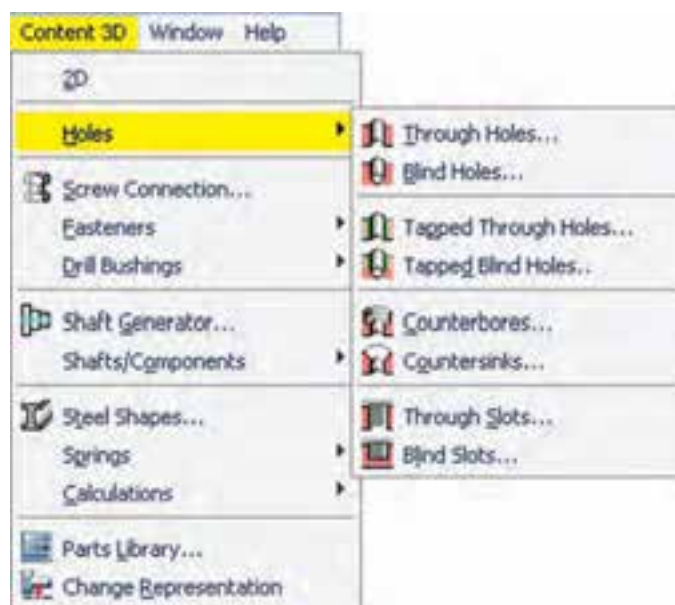 Content 3D Window Help
2D
Holes
Screw Connection...
Fasteners
Drill Bushings
Shaft Generator...
Shafts/Components
Steel Shapes...
Springs
Calculations
Parts Library...
Change Representation
Through Holes...
Blind Holes...
Tapped Through Holes...
Tapped Blind Holes..
Counterbores...
Countersinks...
Through Slots...
Blind Slots...